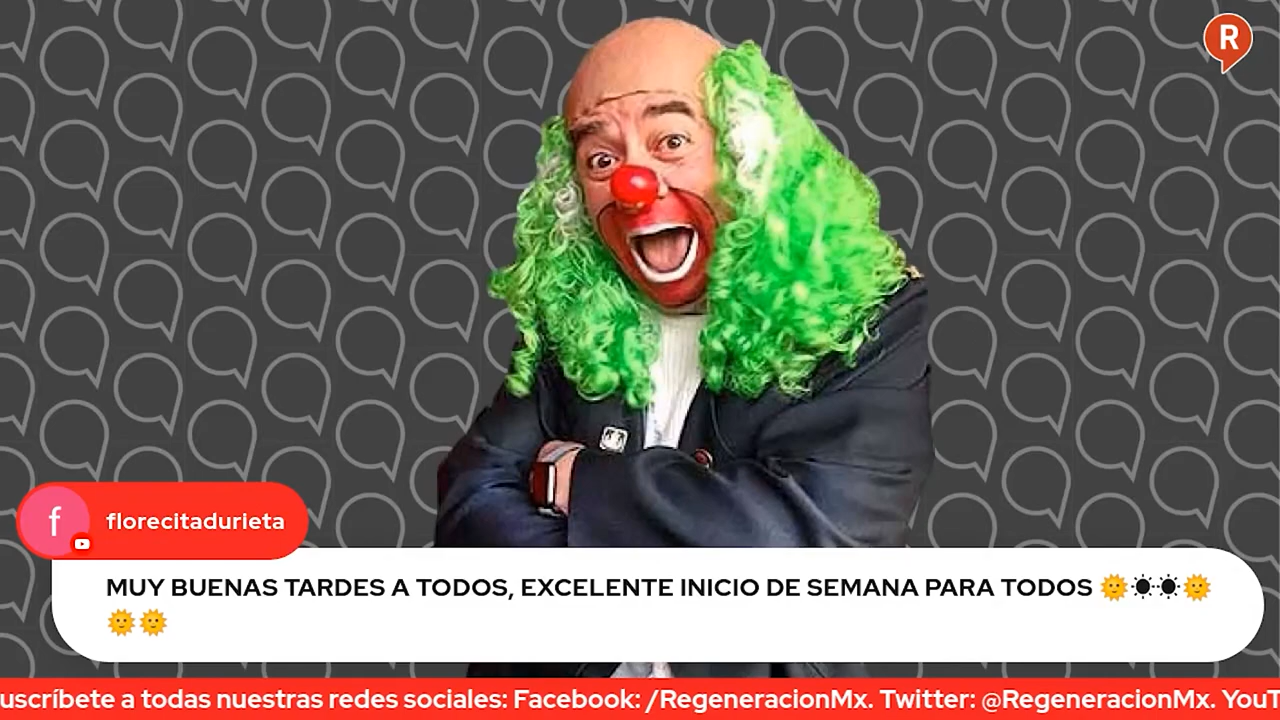 R
f
florecitadurieta
MUY BUENAS TARDES A TODOS, EXCELENTE INICIO DE SEMANA PARA TODOS 🌞☀☀🌞
🌞🌞
uscríbete a todas nuestras redes sociales: Facebook: /RegeneracionMx. Twitter: @RegeneracionMx. YouT